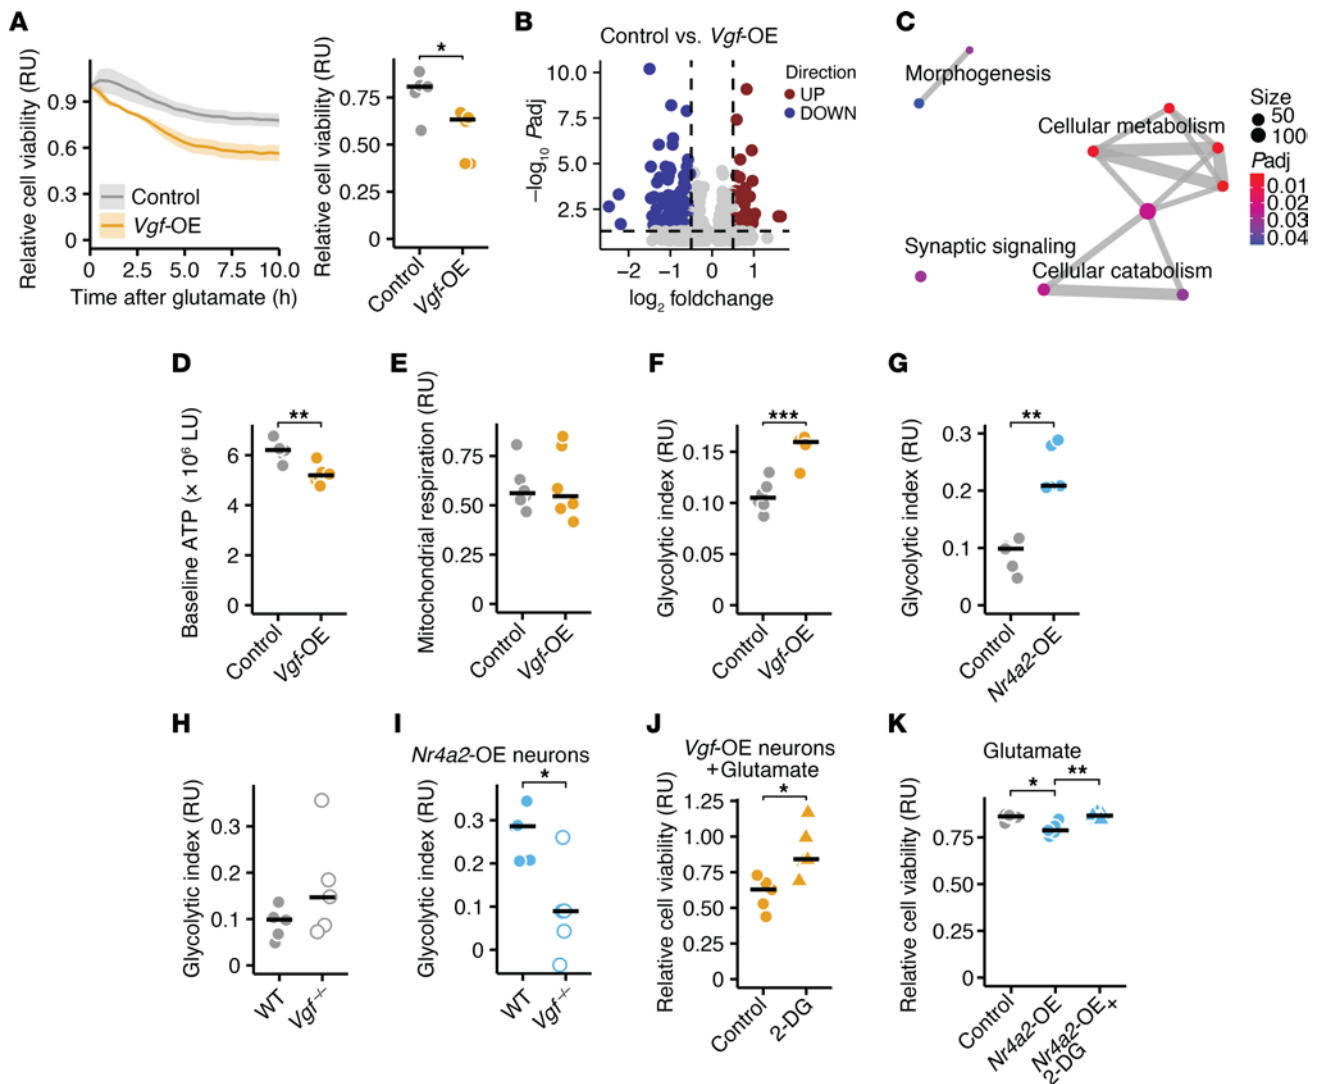 A
Relative cell viability (RU)
0.9
0.6
0.3
0
Control
Vgf-OE
0 2.5 5.0 7.5 10.0
Time after glutamate (h)
Relative cell viability (RU)
*
0.75
0.50
0.25
0
Control
Vgf-OE
B
Control vs. Vgf-OE
−log10 Padj
10.0
7.5
5.0
2.5
−2 −1 0 1
log2 foldchange
Direction
UP
DOWN
C
Morphogenesis
Cellular metabolism
Synaptic signaling
Cellular catabolism
Size
50
100
Padj
0.01
0.02
0.03
0.04
D
Baseline ATP (× 10⁶ LU)
**
6
4
2
0
Control
Vgf-OE
E
Mitochondrial respiration (RU)
0.75
0.50
0.25
0
Control
Vgf-OE
F
Glycolytic index (RU)
***
0.15
0.10
0.05
0
Control
Vgf-OE
G
Glycolytic index (RU)
**
0.3
0.2
0.1
0
Control
Nr4a2-OE
H
Glycolytic index (RU)
0.3
0.2
0.1
0
WT
Vgf−/−
I
Nr4a2-OE neurons
Glycolytic index (RU)
*
0.3
0.2
0.1
0
WT
Vgf−/−
J
Vgf-OE neurons
+Glutamate
Relative cell viability (RU)
*
1.25
1.00
0.75
0.50
0.25
0
Control
2-DG
K
Glutamate
Relative cell viability (RU)
* **
0.75
0.50
0.25
0
Control
Nr4a2-OE
Nr4a2-OE+
2-DG